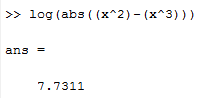 >> log(abs((x^2)-(x^3)))
ans =
7.7311